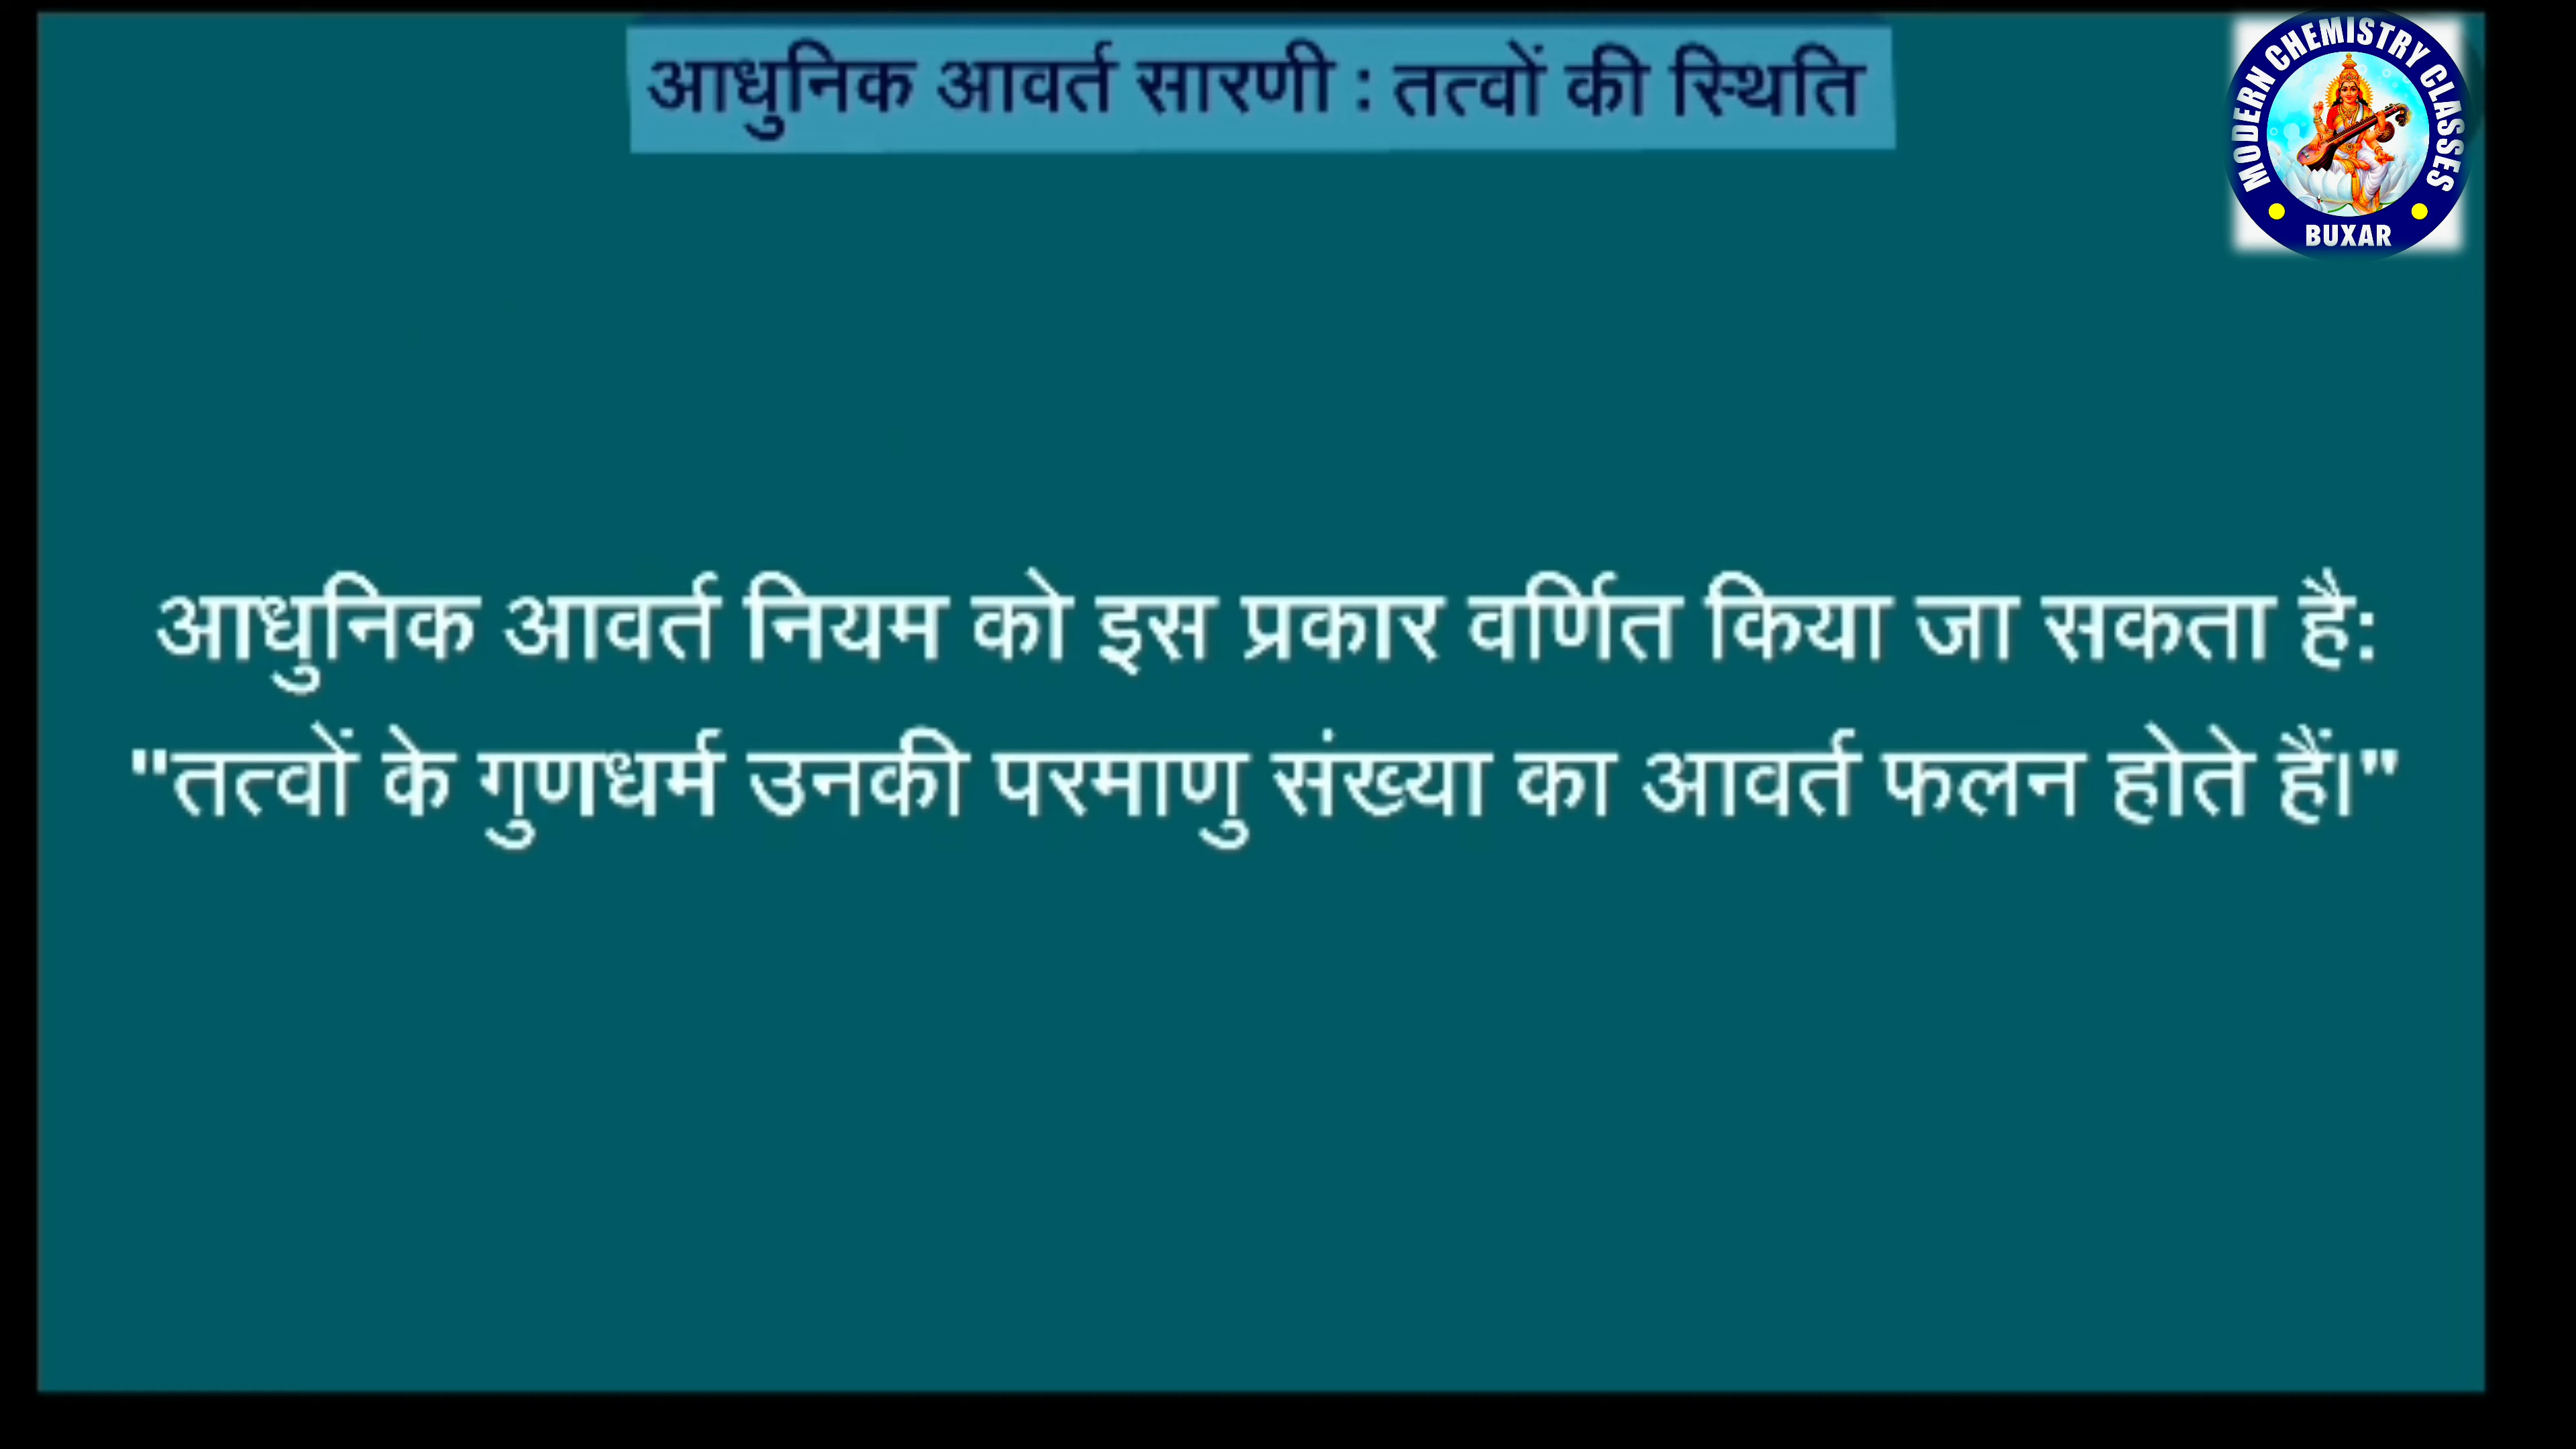 आधुनिक आवर्त सारणी : तत्वों की स्थिति
MODERN CHEMISTRY CLASSES
BUXAR
आधुनिक आवर्त नियम को इस प्रकार वर्णित किया जा सकता है:
"तत्वों के गुणधर्म उनकी परमाणु संख्या का आवर्त फलन होते हैं।"